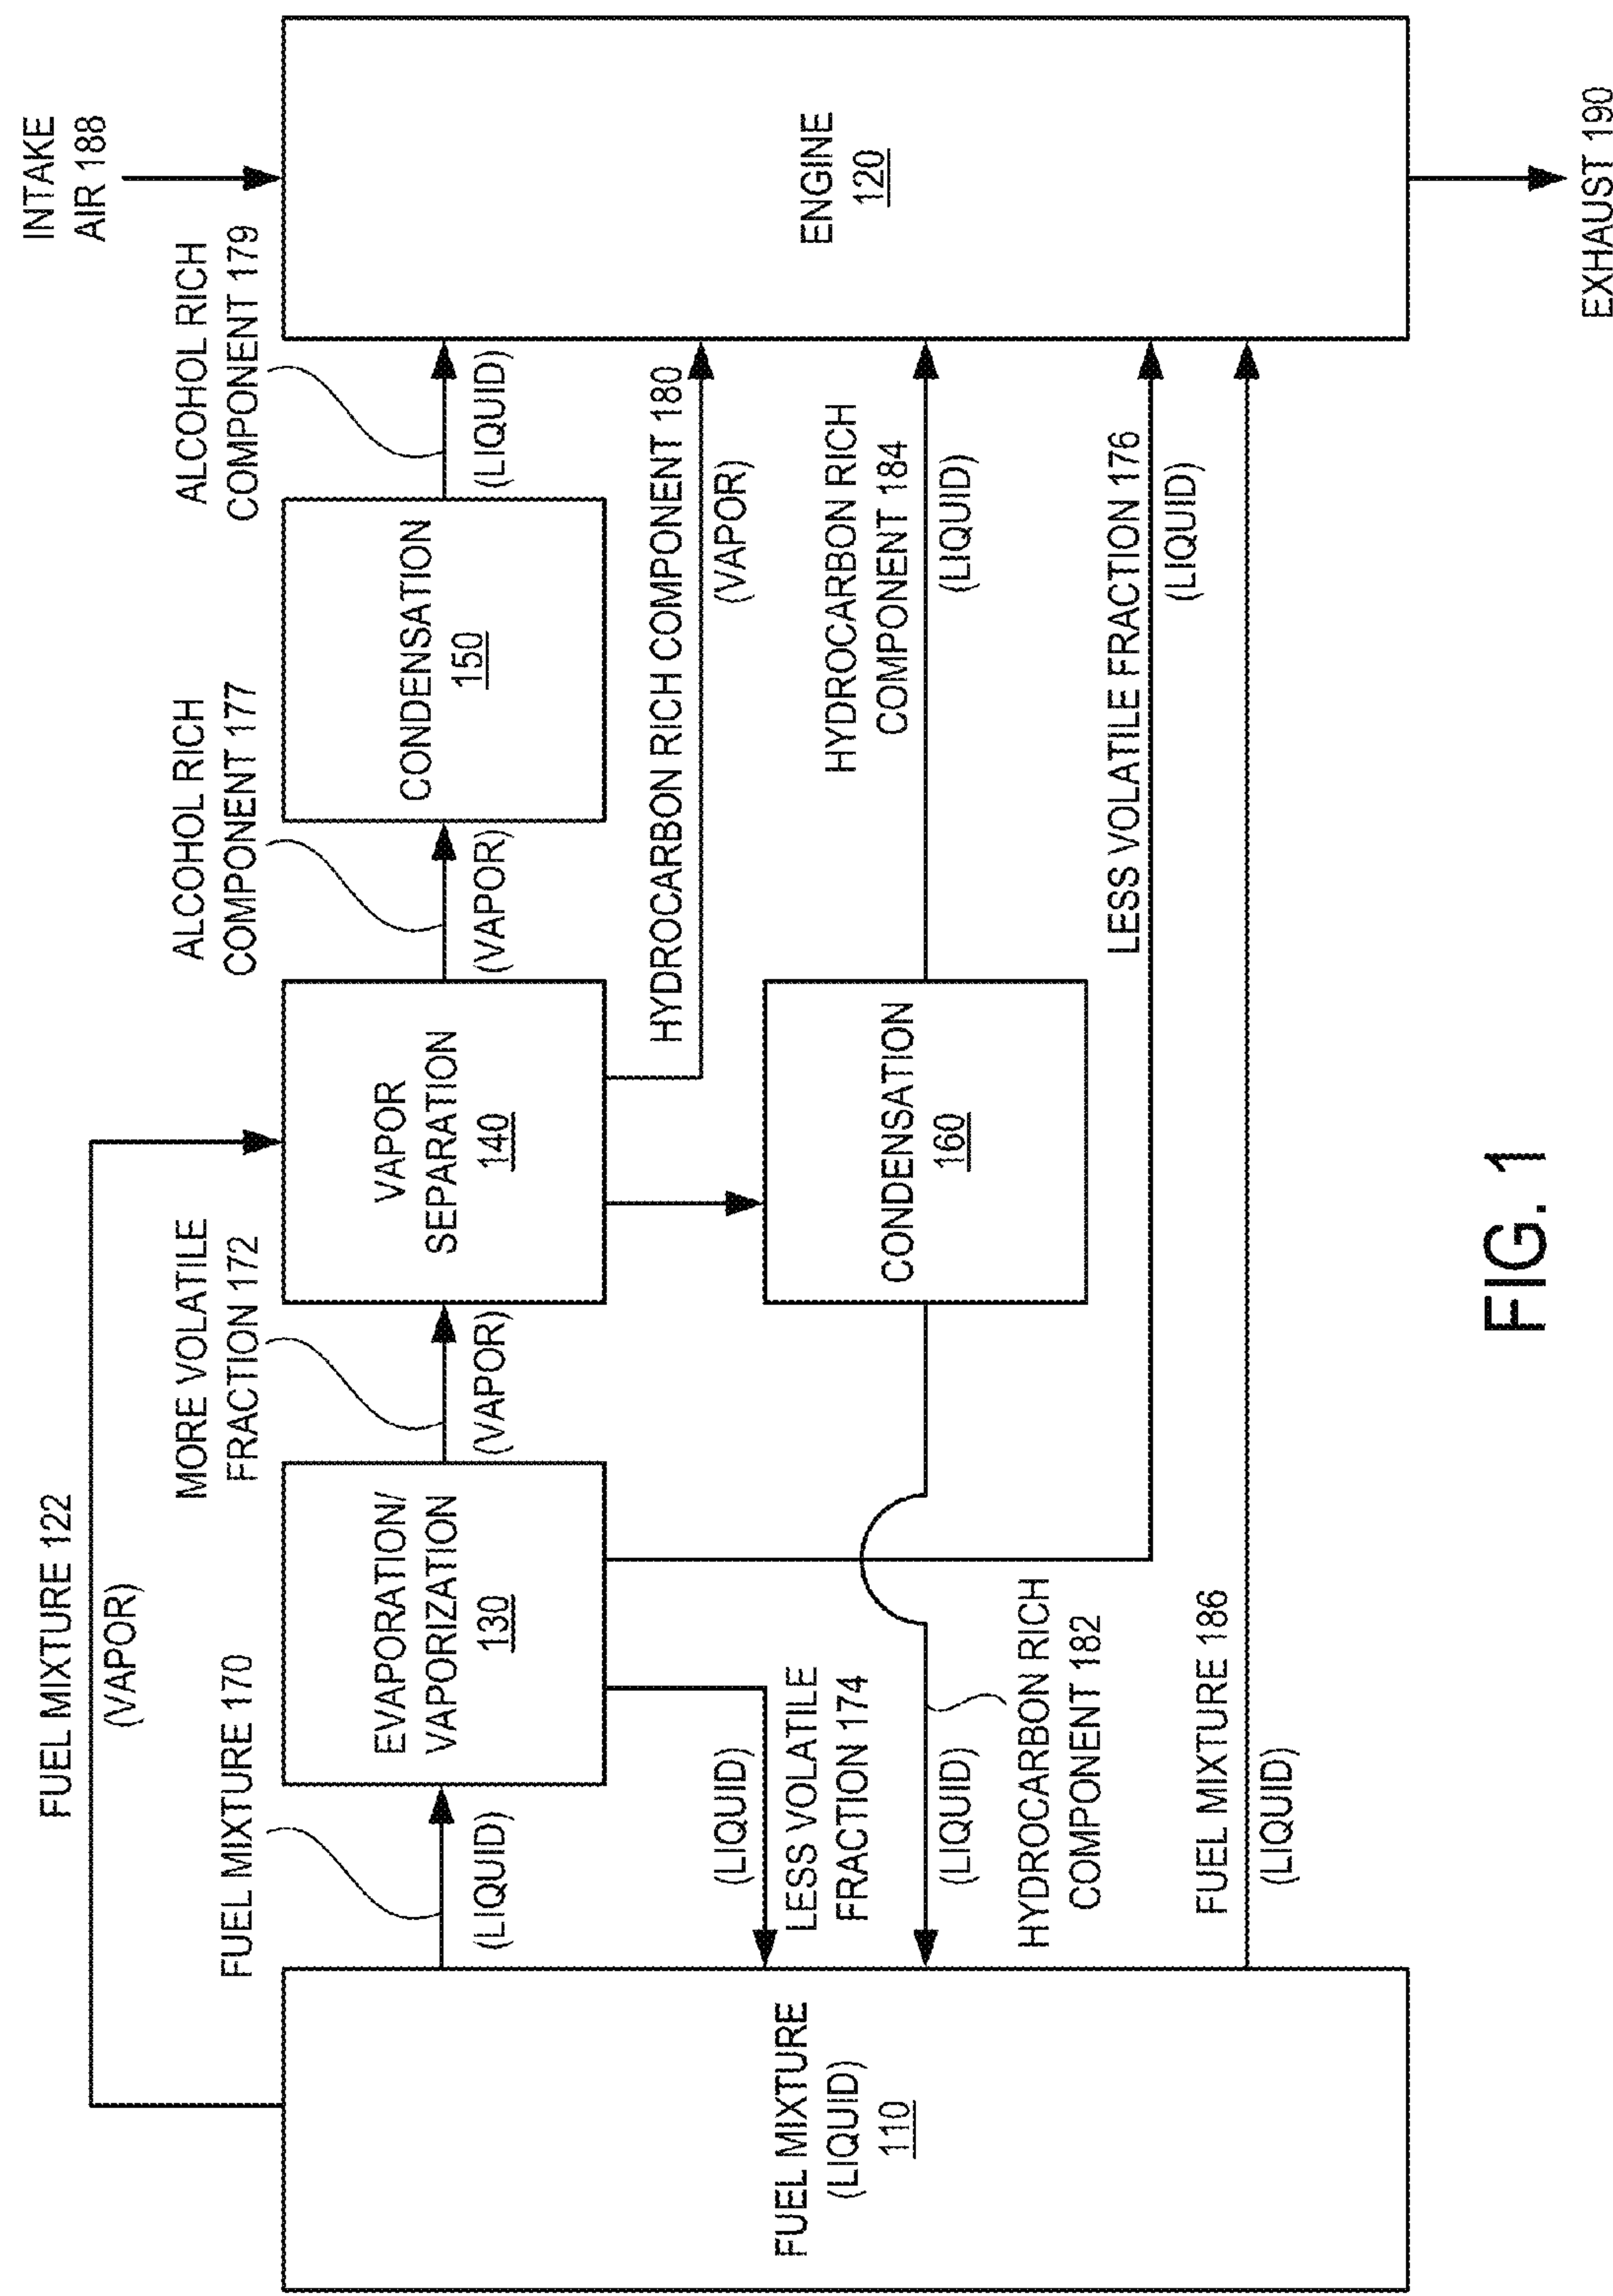 FUEL MIXTURE 122
(VAPOR)
INTAKE
AIR 188
FUEL MIXTURE 170
(LIQUID)
MORE VOLATILE
FRACTION 172
(VAPOR)
ALCOHOL RICH
COMPONENT 177
(VAPOR)
ALCOHOL RICH
COMPONENT 179
(LIQUID)
FUEL MIXTURE
(LIQUID)
110
EVAPORATION/
VAPORIZATION
130
VAPOR
SEPARATION
140
CONDENSATION
150
ENGINE
120
HYDROCARBON RICH COMPONENT 180
(VAPOR)
(LIQUID)
LESS VOLATILE
FRACTION 174
CONDENSATION
160
HYDROCARBON RICH
COMPONENT 184
(LIQUID)
(LIQUID)
HYDROCARBON RICH
COMPONENT 182
LESS VOLATILE FRACTION 176
(LIQUID)
FUEL MIXTURE 186
(LIQUID)
EXHAUST 190
FIG. 1